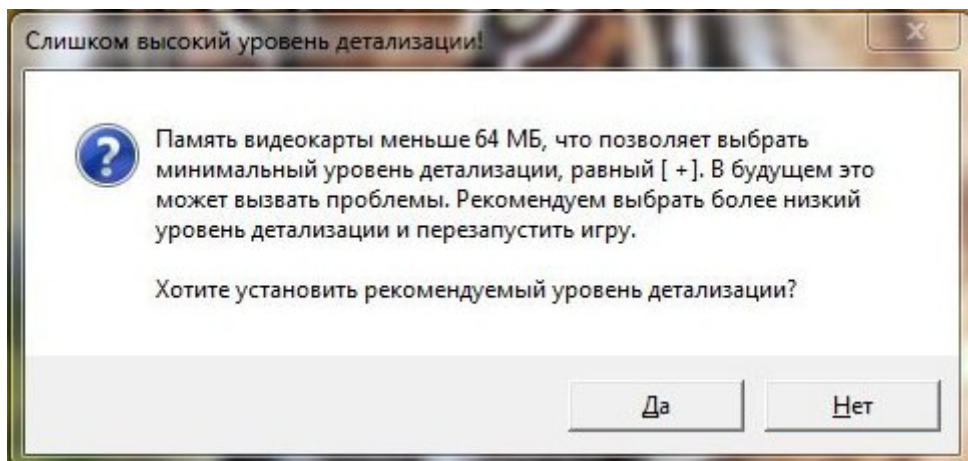 Слишком высокий уровень детализации!
Память видеокарты меньше 64 МБ, что позволяет выбрать
минимальный уровень детализации, равный [ +]. В будущем это
может вызвать проблемы. Рекомендуем выбрать более низкий
уровень детализации и перезапустить игру.
Хотите установить рекомендуемый уровень детализации?
Да
Нет